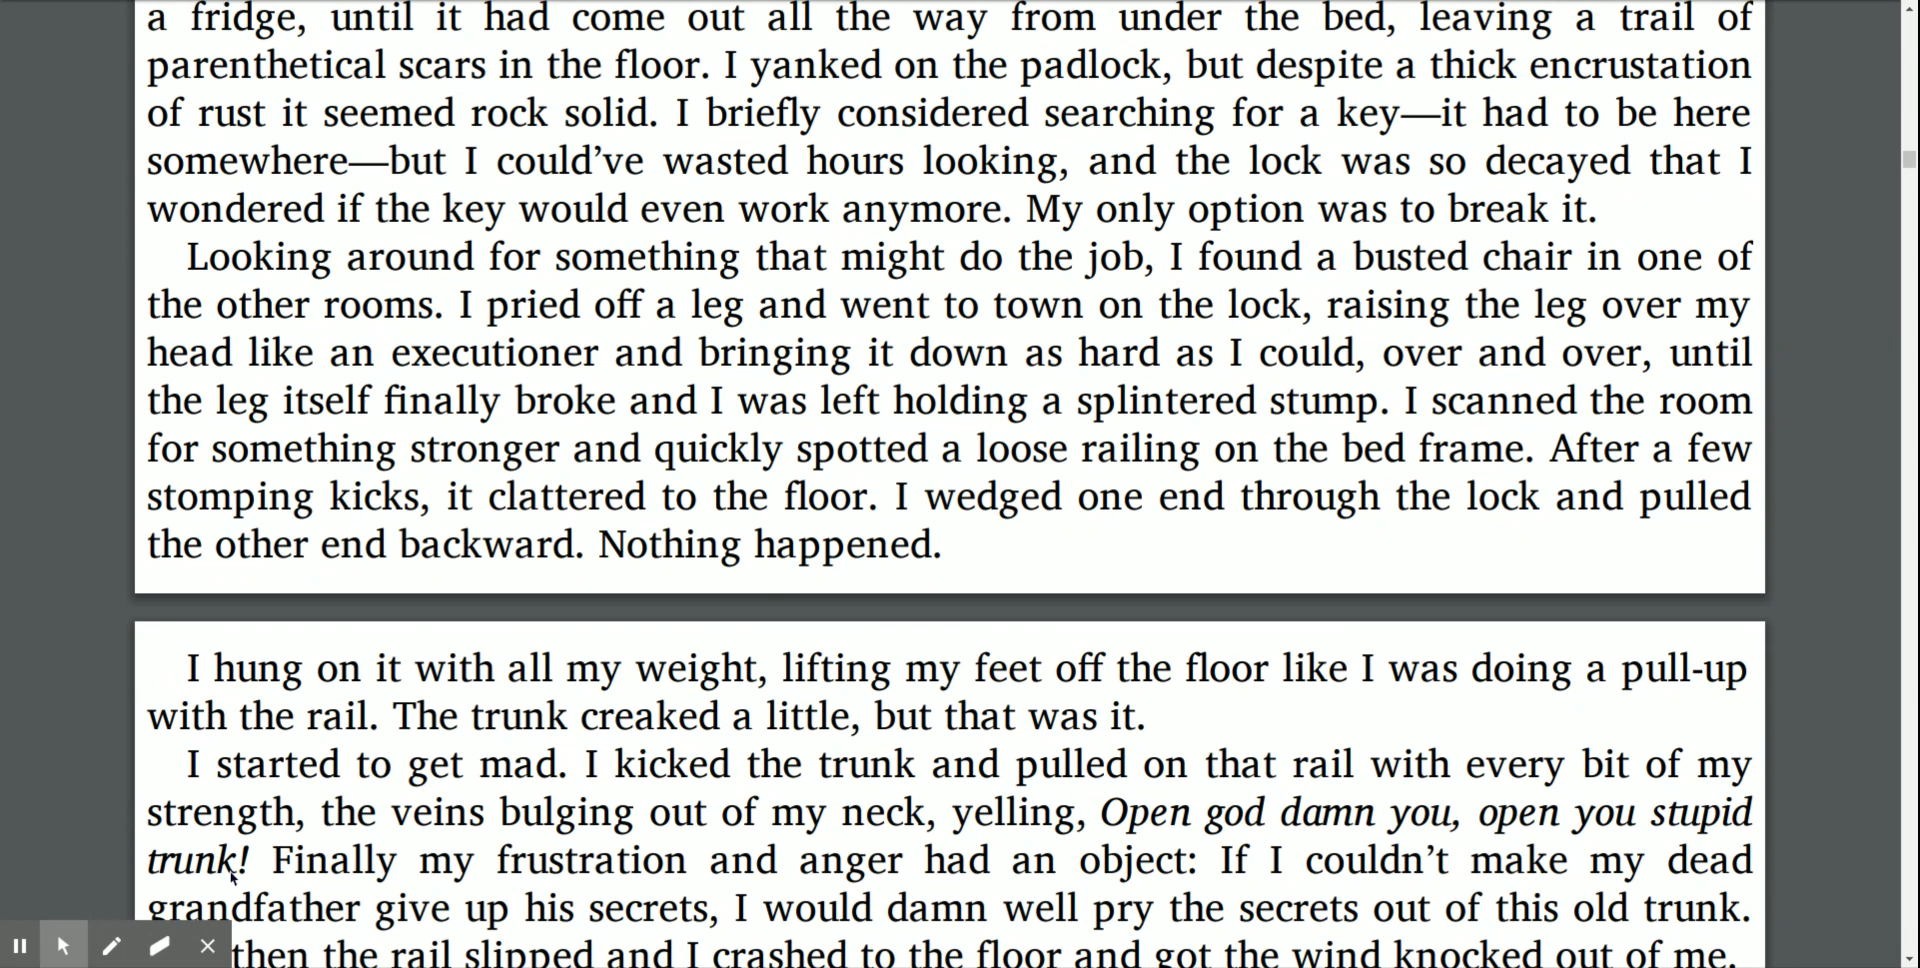 a fridge, until it had come out all the way from under the bed, leaving a trail of
parenthetical scars in the floor. I yanked on the padlock, but despite a thick encrustation
of rust it seemed rock solid. I briefly considered searching for a key—it had to be here
somewhere—but I could’ve wasted hours looking, and the lock was so decayed that I
wondered if the key would even work anymore. My only option was to break it.
Looking around for something that might do the job, I found a busted chair in one of
the other rooms. I pried off a leg and went to town on the lock, raising the leg over my
head like an executioner and bringing it down as hard as I could, over and over, until
the leg itself finally broke and I was left holding a splintered stump. I scanned the room
for something stronger and quickly spotted a loose railing on the bed frame. After a few
stomping kicks, it clattered to the floor. I wedged one end through the lock and pulled
the other end backward. Nothing happened.
I hung on it with all my weight, lifting my feet off the floor like I was doing a pull-up
with the rail. The trunk creaked a little, but that was it.
I started to get mad. I kicked the trunk and pulled on that rail with every bit of my
strength, the veins bulging out of my neck, yelling, Open god damn you, open you stupid
trunk! Finally my frustration and anger had an object: If I couldn’t make my dead
grandfather give up his secrets, I would damn well pry the secrets out of this old trunk.
then the rail slipped and I crashed to the floor and got the wind knocked out of me.